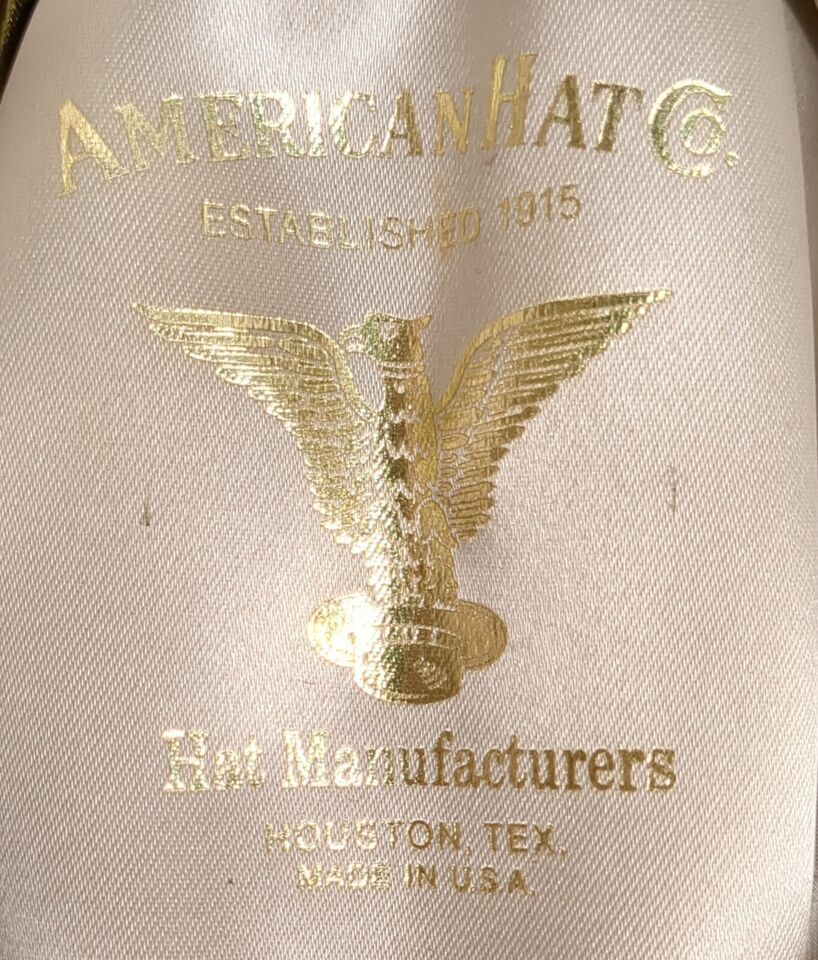 AMERICAN HAT CO.
ESTABLISHED 1915
Hat Manufacturers
HOUSTON, TEX.
MADE IN U.S.A.